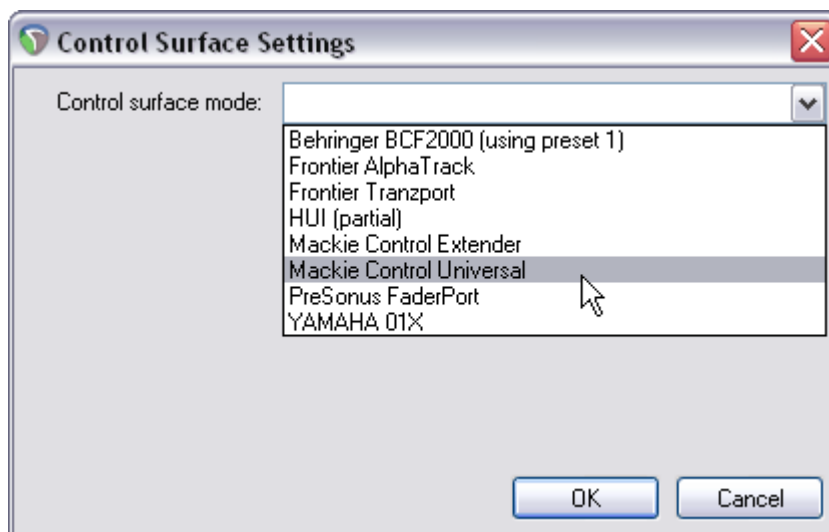 Control Surface Settings
Control surface mode:
Behringer BCF2000 (using preset 1)
Frontier AlphaTrack
Frontier Tranzport
HUI (partial)
Mackie Control Extender
Mackie Control Universal
PreSonus FaderPort
YAMAHA 01X
OK Cancel